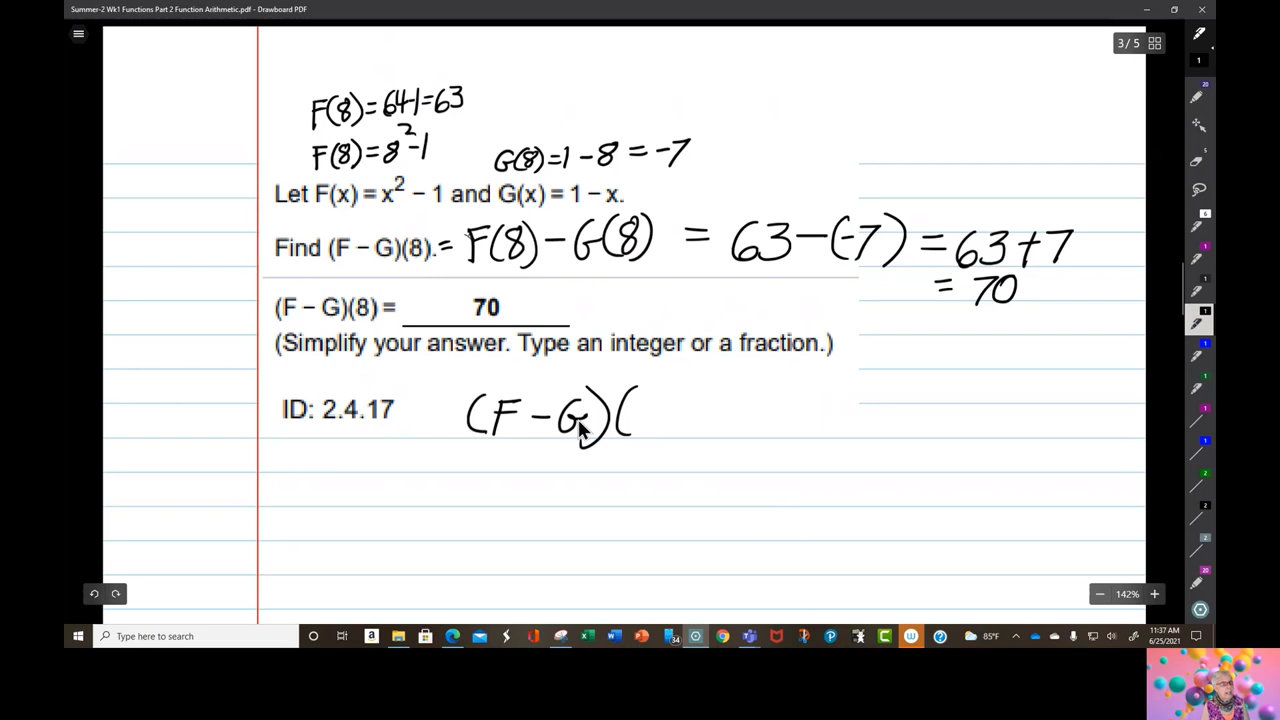 Summer-2 Wk1 Functions Part 2 Function Arithmetic.pdf - Drawboard PDF
3 / 5
F(8)=64-1=63
F(8)=8²-1
G(8)=1-8=-7
Let F(x) = x² − 1 and G(x) = 1 − x.
Find (F − G)(8). = F(8)-G(8) = 63-(-7) = 63+7
= 70
(F − G)(8) = 70
(Simplify your answer. Type an integer or a fraction.)
ID: 2.4.17
(F-G)(
142%
Type here to search
34
85°F
11:37 AM
6/25/2021